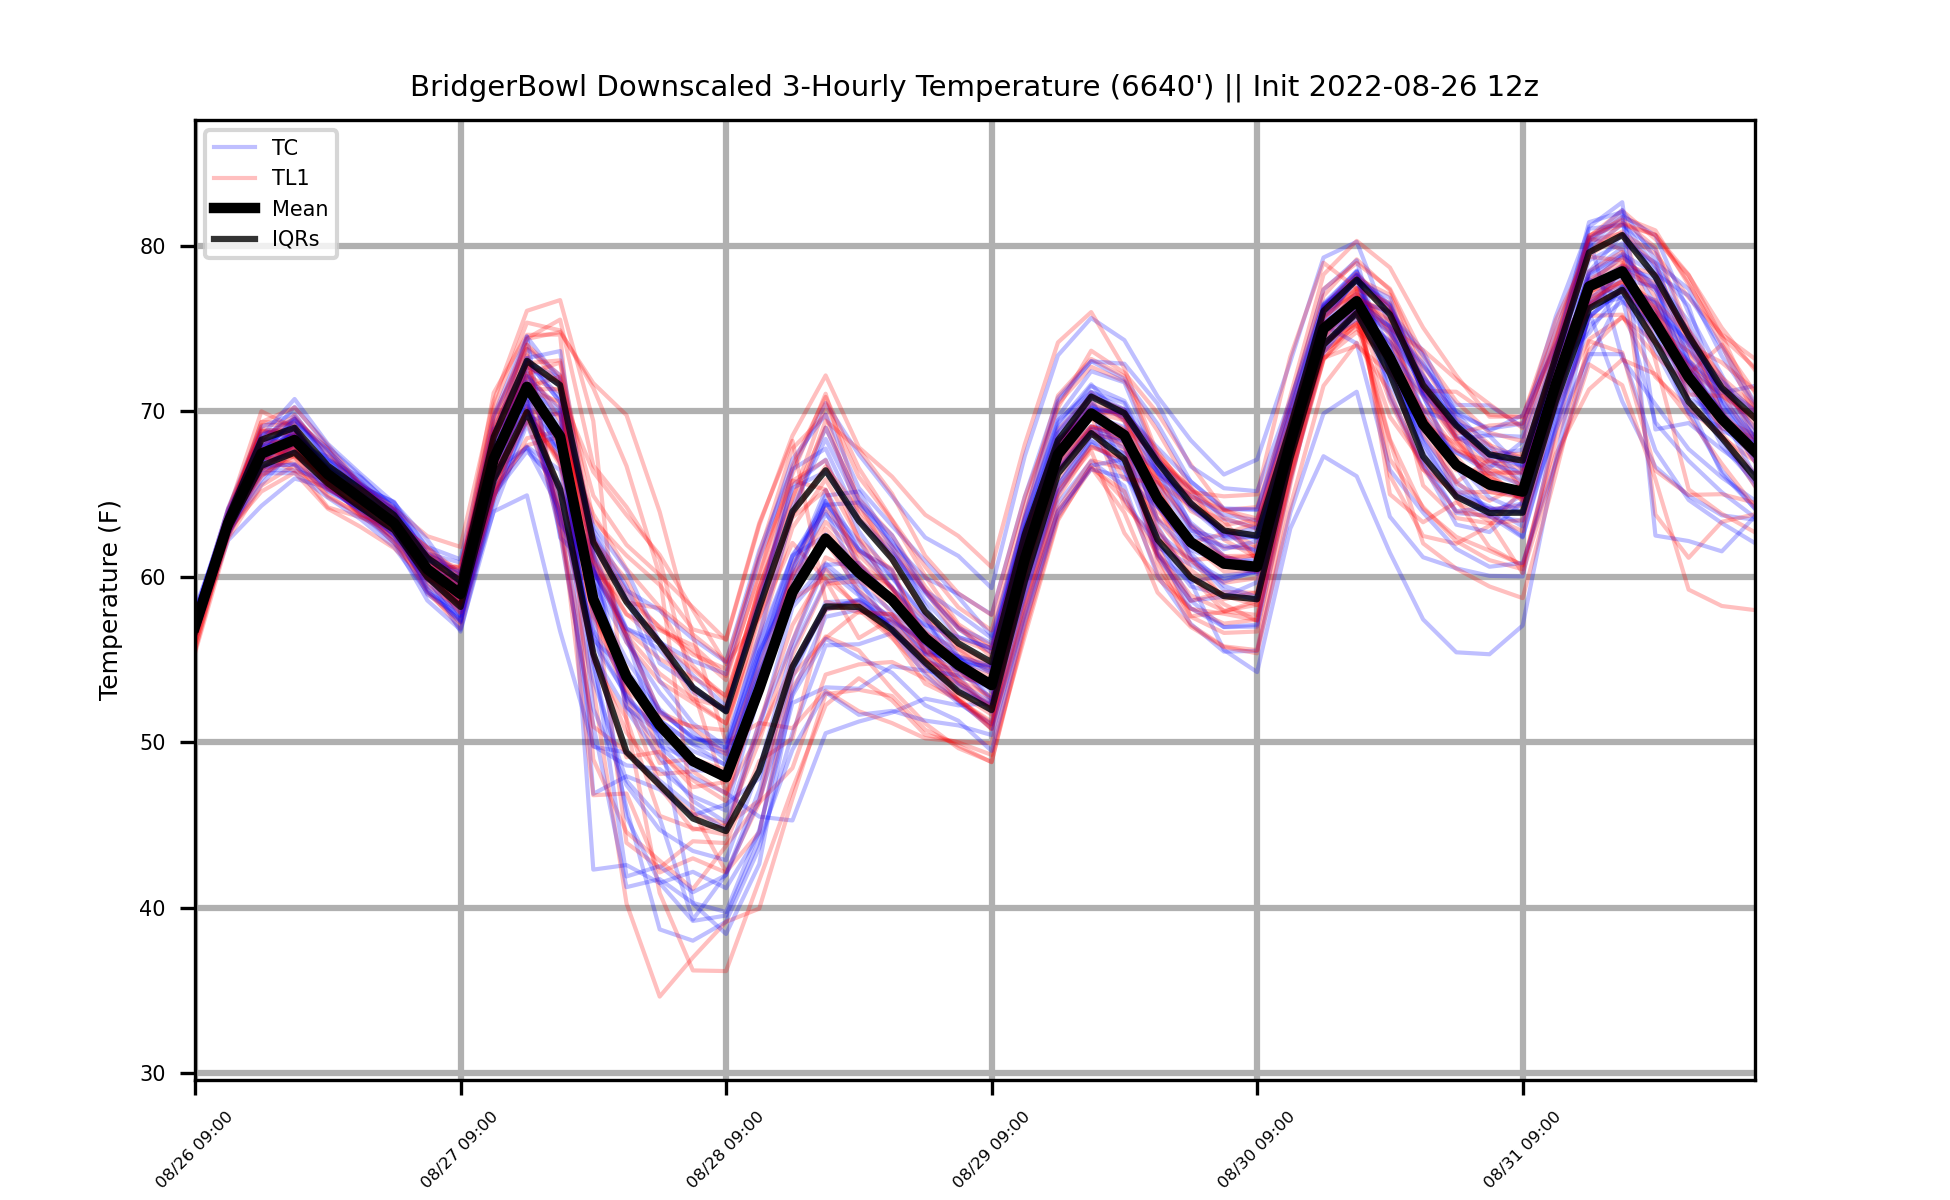 BridgerBowl Downscaled 3-Hourly Temperature (6640') || Init 2022-08-26 12z
TC
TL1
Mean
IQRs
Temperature (F)
80
70
60
50
40
30
08/26 09:00
08/27 09:00
08/28 09:00
08/29 09:00
08/30 09:00
08/31 09:00